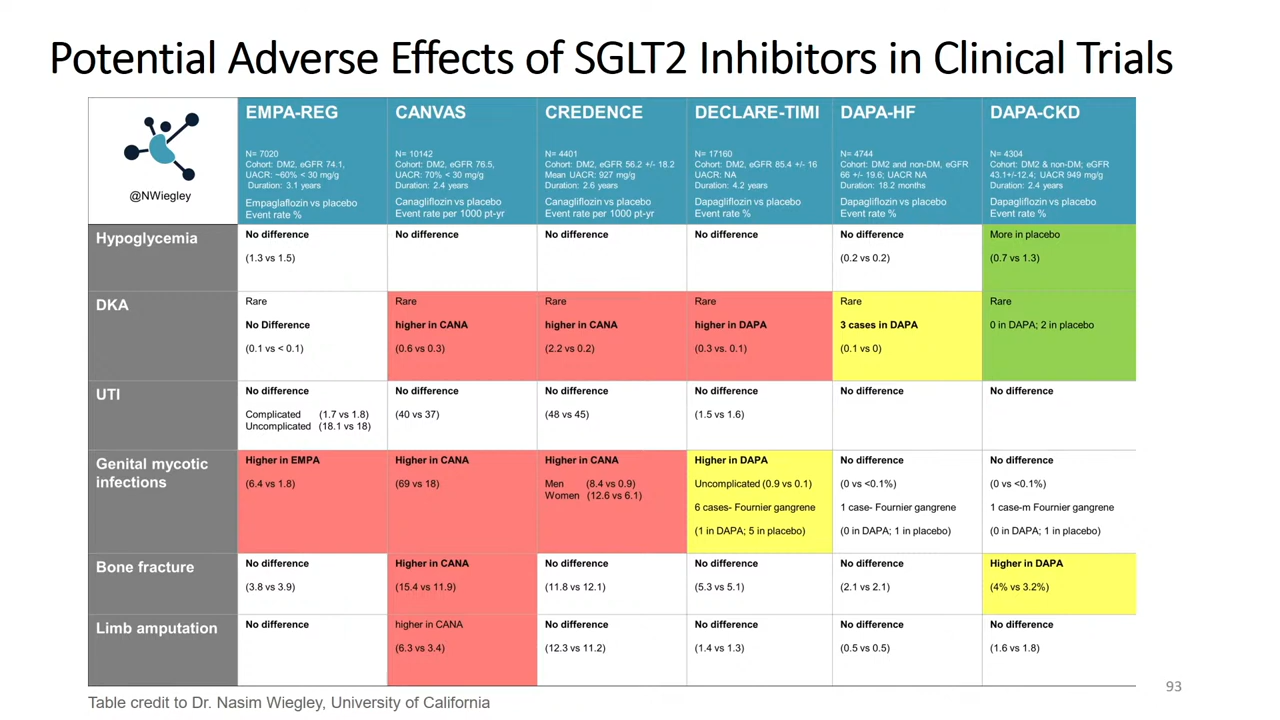 Potential Adverse Effects of SGLT2 Inhibitors in Clinical Trials
@NWiegley
EMPA-REG
N= 7020
Cohort: DM2, eGFR 74.1,
UACR: ~60% < 30 mg/g
Duration: 3.1 years
Empaglaflozin vs placebo
Event rate %
CANVAS
N= 10142
Cohort: DM2, eGFR 76.5,
UACR: 70% < 30 mg/g
Duration: 2.4 years
Canagliflozin vs placebo
Event rate per 1000 pt-yr
CREDENCE
N= 4401
Cohort: DM2, eGFR 56.2 +/- 18.2
Mean UACR: 927 mg/g
Duration: 2.6 years
Canagliflozin vs placebo
Event rate per 1000 pt-yr
DECLARE-TIMI
N= 17160
Cohort: DM2, eGFR 85.4 +/- 16
UACR: NA
Duration: 4.2 years
Dapagliflozin vs placebo
Event rate %
DAPA-HF
N= 4744
Cohort: DM2 and non-DM, eGFR
66 +/- 19.6; UACR NA
Duration: 18.2 months
Dapagliflozin vs placebo
Event rate %
DAPA-CKD
N= 4304
Cohort: DM2 & non-DM; eGFR
43.1+/-12.4; UACR 949 mg/g
Duration: 2.4 years
Dapagliflozin vs placebo
Event rate %
Hypoglycemia
No difference
(1.3 vs 1.5)
No difference
No difference
No difference
No difference
(0.2 vs 0.2)
More in placebo
(0.7 vs 1.3)
DKA
Rare
No Difference
(0.1 vs < 0.1)
Rare
higher in CANA
(0.6 vs 0.3)
Rare
higher in CANA
(2.2 vs 0.2)
Rare
higher in DAPA
(0.3 vs. 0.1)
Rare
3 cases in DAPA
(0.1 vs 0)
Rare
0 in DAPA; 2 in placebo
UTI
No difference
Complicated (1.7 vs 1.8)
Uncomplicated (18.1 vs 18)
No difference
(40 vs 37)
No difference
(48 vs 45)
No difference
(1.5 vs 1.6)
No difference
No difference
Genital mycotic
infections
Higher in EMPA
(6.4 vs 1.8)
Higher in CANA
(69 vs 18)
Higher in CANA
Men (8.4 vs 0.9)
Women (12.6 vs 6.1)
Higher in DAPA
Uncomplicated (0.9 vs 0.1)
6 cases- Fournier gangrene
(1 in DAPA; 5 in placebo)
No difference
(0 vs <0.1%)
1 case- Fournier gangrene
(0 in DAPA; 1 in placebo)
No difference
(0 vs <0.1%)
1 case-m Fournier gangrene
(0 in DAPA; 1 in placebo)
Bone fracture
No difference
(3.8 vs 3.9)
Higher in CANA
(15.4 vs 11.9)
No difference
(11.8 vs 12.1)
No difference
(5.3 vs 5.1)
No difference
(2.1 vs 2.1)
Higher in DAPA
(4% vs 3.2%)
Limb amputation
No difference
higher in CANA
(6.3 vs 3.4)
No difference
(12.3 vs 11.2)
No difference
(1.4 vs 1.3)
No difference
(0.5 vs 0.5)
No difference
(1.6 vs 1.8)
Table credit to Dr. Nasim Wiegley, University of California
93